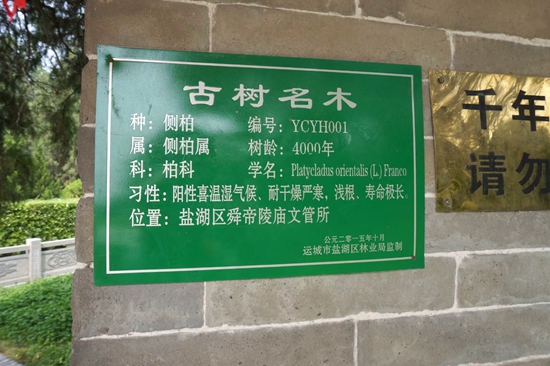 古树名木
种：侧柏 编号：YCYH001
属：侧柏属 树龄：4000年
科：柏科 学名：Platycladus orientalis (L.) Franco
习性：阳性喜温湿气候、耐干燥严寒，浅根、寿命极长。
位置：盐湖区舜帝陵庙文管所
公元二零一五年十月
运城市盐湖区林业局监制
千年
请勿